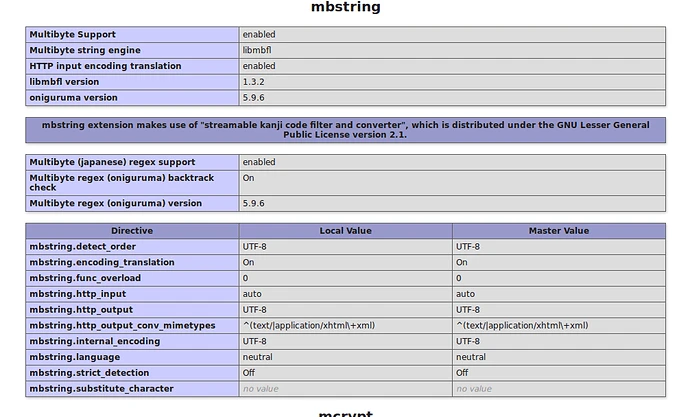 mbstring
Multibyte Support enabled
Multibyte string engine libmbfl
HTTP input encoding translation enabled
libmbfl version 1.3.2
oniguruma version 5.9.6
mbstring extension makes use of "streamable kanji code filter and converter", which is distributed under the GNU Lesser General
Public License version 2.1.
Multibyte (japanese) regex support enabled
Multibyte regex (oniguruma) backtrack On
check
Multibyte regex (oniguruma) version 5.9.6
Directive Local Value Master Value
mbstring.detect_order UTF-8 UTF-8
mbstring.encoding_translation On On
mbstring.func_overload 0 0
mbstring.http_input auto auto
mbstring.http_output UTF-8 UTF-8
mbstring.http_output_conv_mimetypes ^(text/|application/xhtml\+xml) ^(text/|application/xhtml\+xml)
mbstring.internal_encoding UTF-8 UTF-8
mbstring.language neutral neutral
mbstring.strict_detection Off Off
mbstring.substitute_character no value no value
mcrypt